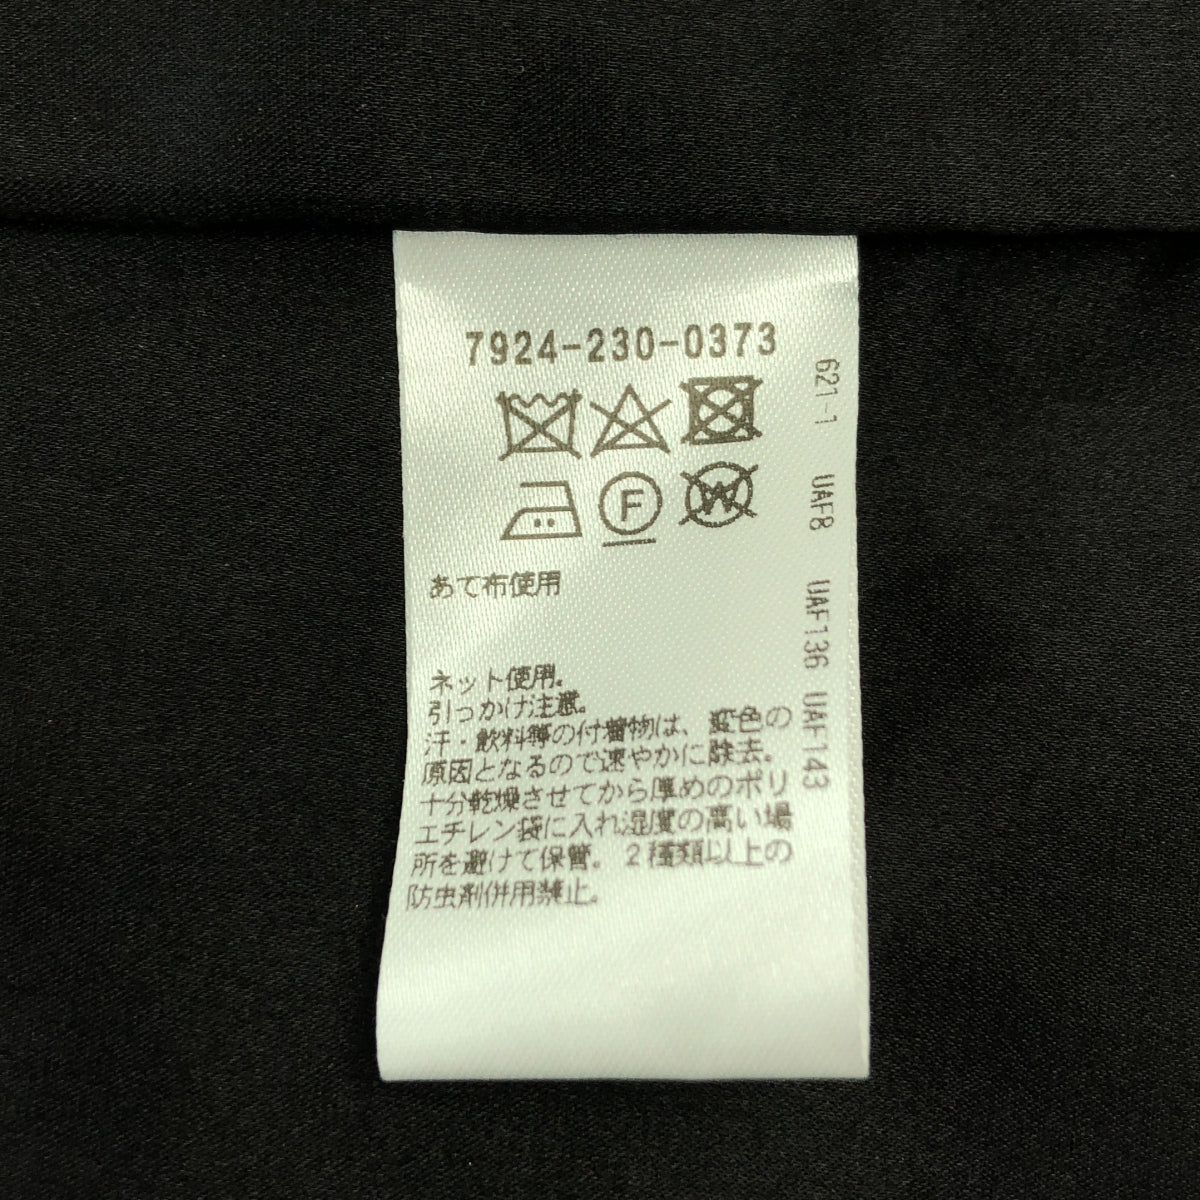 7924-230-0373
F
W
あて布使用
ネット使用。
引っかけ注意。
汗・飲料等の付着物は、変色の
原因となるので速やかに除去。
十分乾燥させてから厚めのポリ
エチレン袋に入れ湿度の高い場
所を避けて保管。2種類以上の
防虫剤併用禁止。
621-1 UAF8 UAF136 UAF143